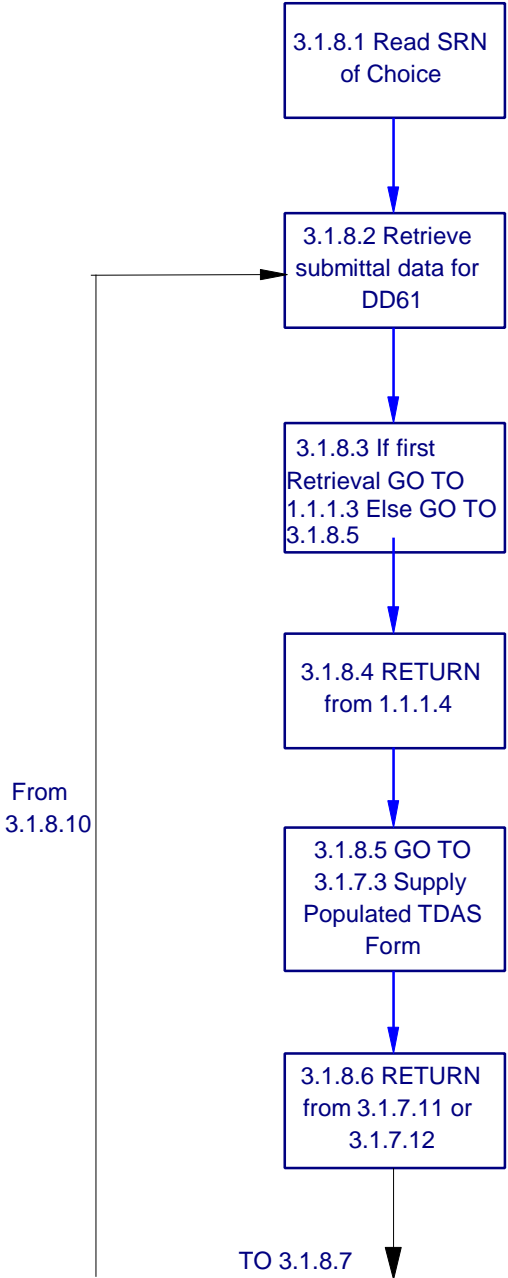 3.1.8.1 Read SRN
of Choice
3.1.8.2 Retrieve
submittal data for
DD61
3.1.8.3 If first
Retrieval GO TO
1.1.1.3 Else GO TO
3.1.8.5
3.1.8.4 RETURN
from 1.1.1.4
From
3.1.8.10
3.1.8.5 GO TO
3.1.7.3 Supply
Populated TDAS
Form
3.1.8.6 RETURN
from 3.1.7.11 or
3.1.7.12
TO 3.1.8.7